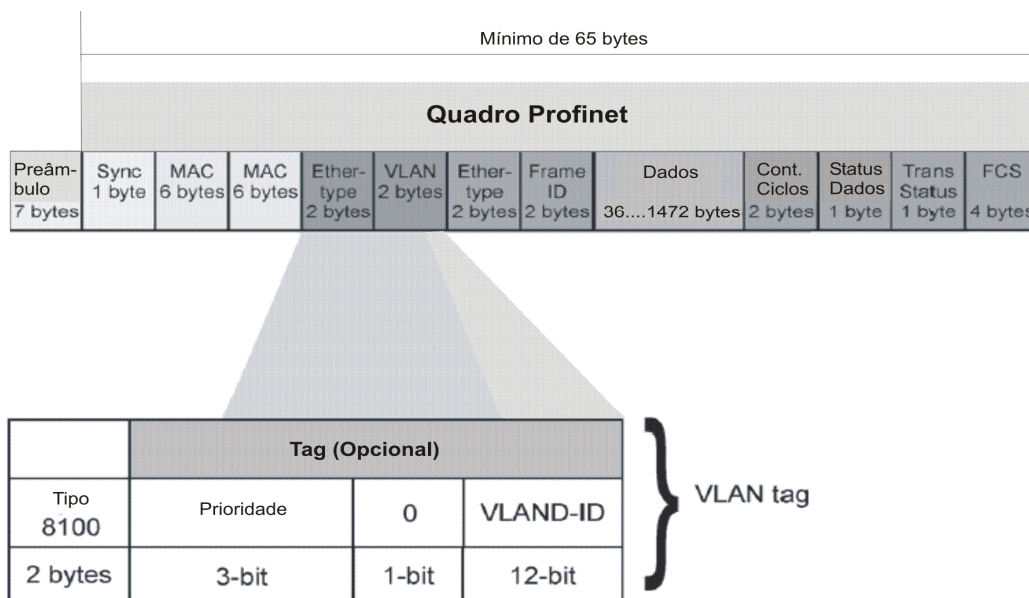 Mínimo de 65 bytes
Quadro Profinet
Preâm-
bulo
7 bytes
Sync
1 byte
MAC
6 bytes
MAC
6 bytes
Ether-
type
2 bytes
VLAN
2 bytes
Ether-
type
2 bytes
Frame
ID
2 bytes
Dados
36....1472 bytes
Cont.
Ciclos
2 bytes
Status
Dados
1 byte
Trans
Status
1 byte
FCS
4 bytes
Tag (Opcional)
Tipo
8100
Prioridade
0
VLAND-ID
VLAN tag
2 bytes
3-bit
1-bit
12-bit